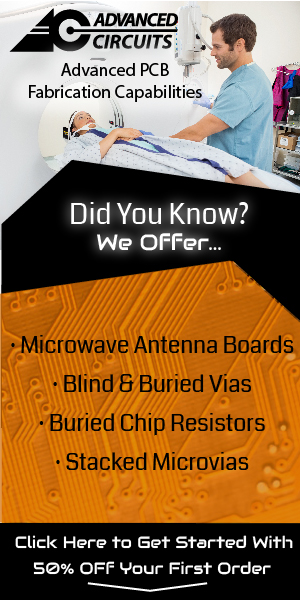 ADVANCED
CIRCUITS
Advanced PCB
Fabrication Capabilities
Did You Know?
We Offer...
· Microwave Antenna Boards
· Blind & Buried Vias
· Buried Chip Resistors
· Stacked Microvias
Click Here to Get Started With
50% Off Your First Order